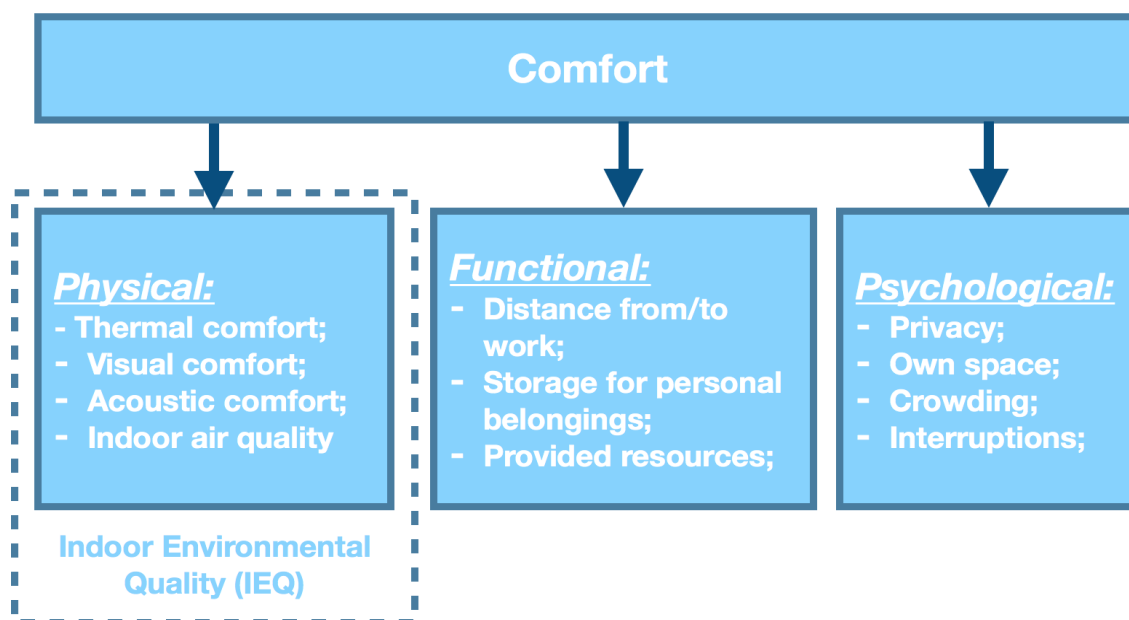 Comfort
Physical:
- Thermal comfort;
- Visual comfort;
- Acoustic comfort;
- Indoor air quality
Indoor Environmental
Quality (IEQ)
Functional:
- Distance from/to
work;
- Storage for personal
belongings;
- Provided resources;
Psychological:
- Privacy;
- Own space;
- Crowding;
- Interruptions;